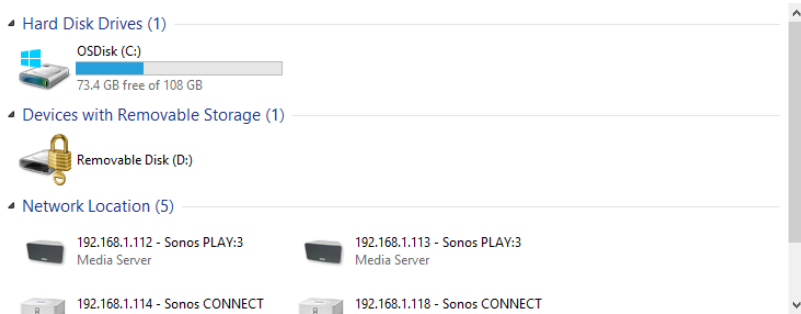 Hard Disk Drives (1)
OSDisk (C:)
73.4 GB free of 108 GB
Devices with Removable Storage (1)
Removable Disk (D:)
Network Location (5)
192.168.1.112 - Sonos PLAY:3
Media Server
192.168.1.113 - Sonos PLAY:3
Media Server
192.168.1.114 - Sonos CONNECT
192.168.1.118 - Sonos CONNECT